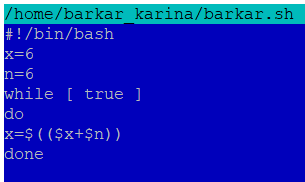 /home/barkar_karina/barkar.sh
#!/bin/bash
x=6
n=6
while [ true ]
do
x=$(($x+$n))
done